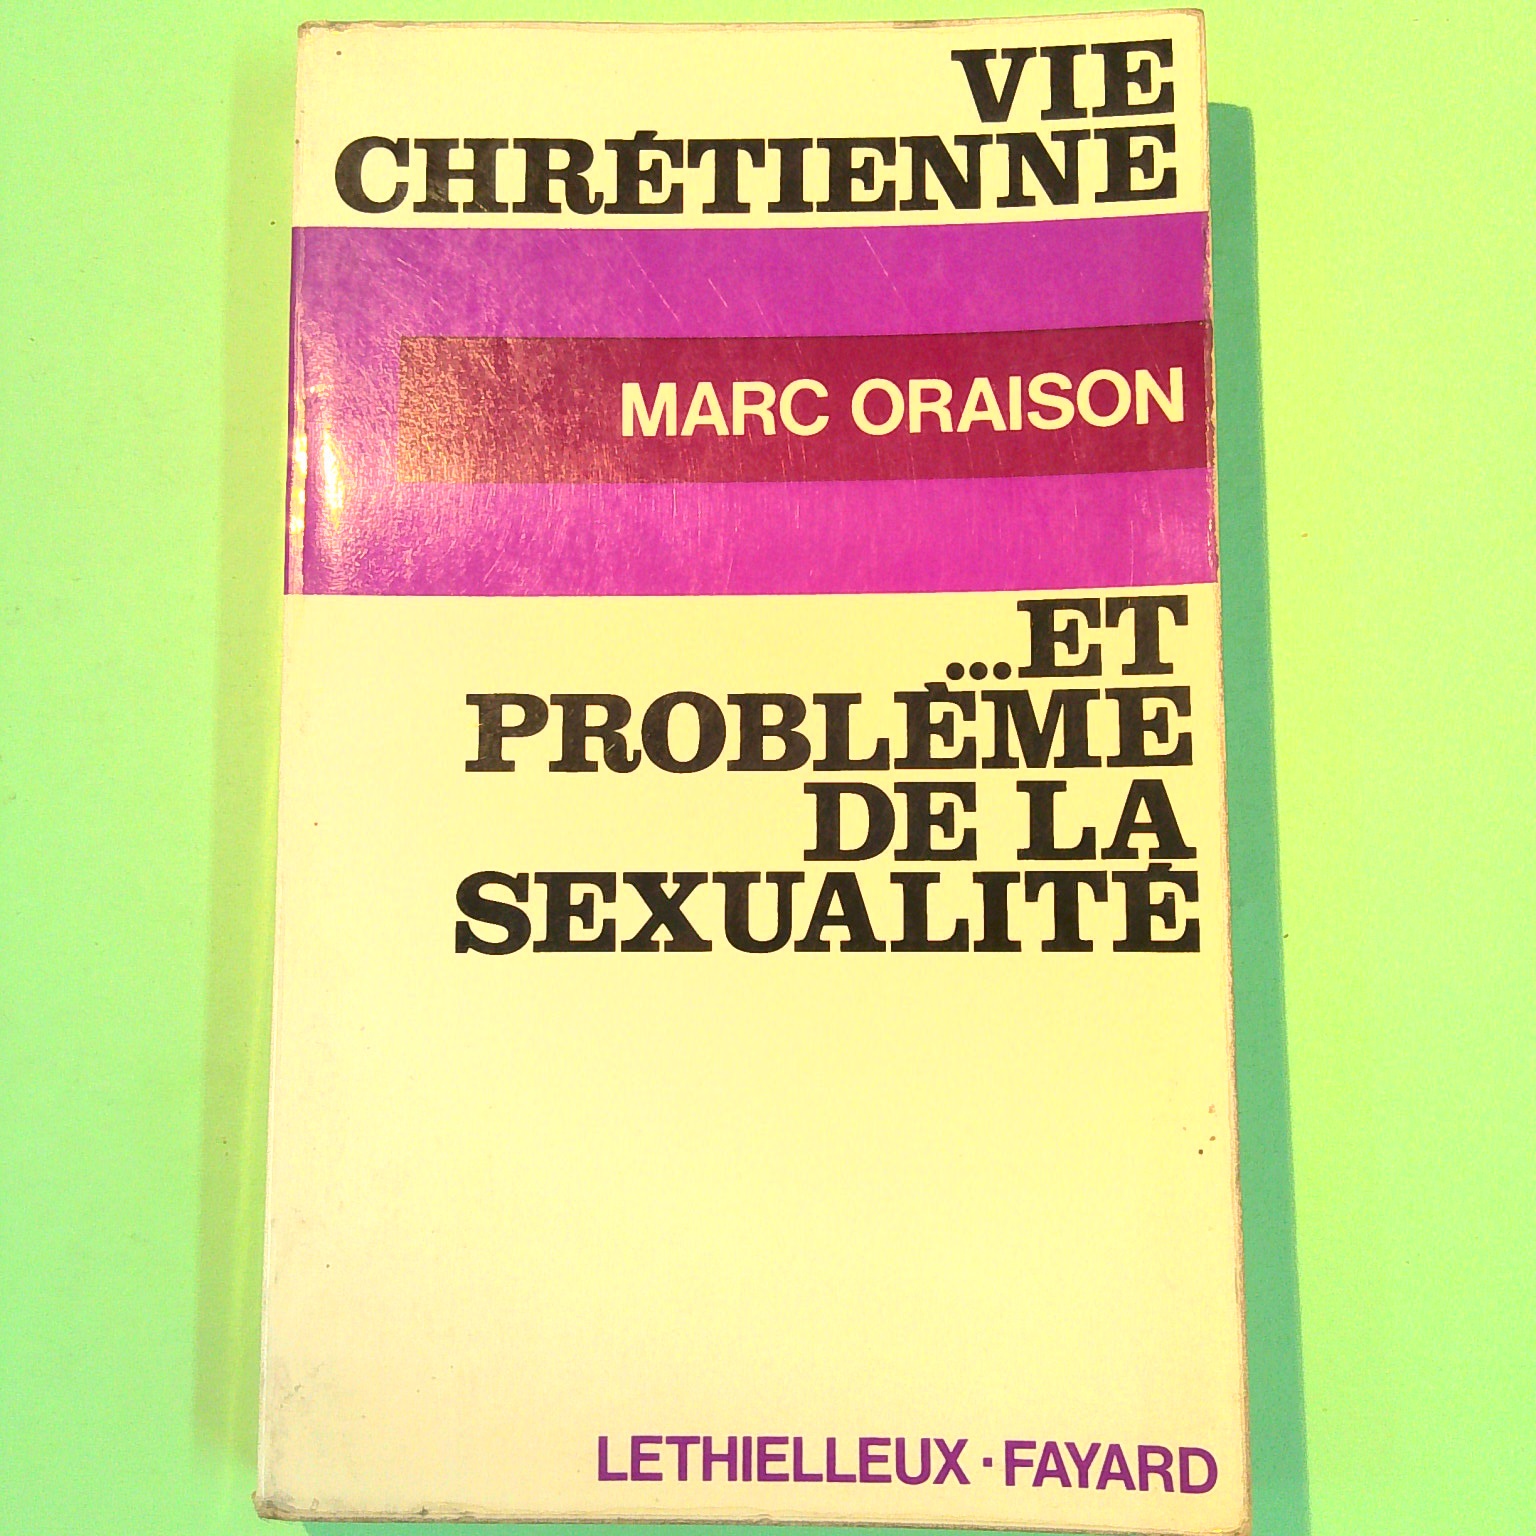 VIE
CHRÉTIENNE
MARC ORAISON
...ET
PROBLÈME
DE LA
SEXUALITÉ
LETHIELLEUX · FAYARD